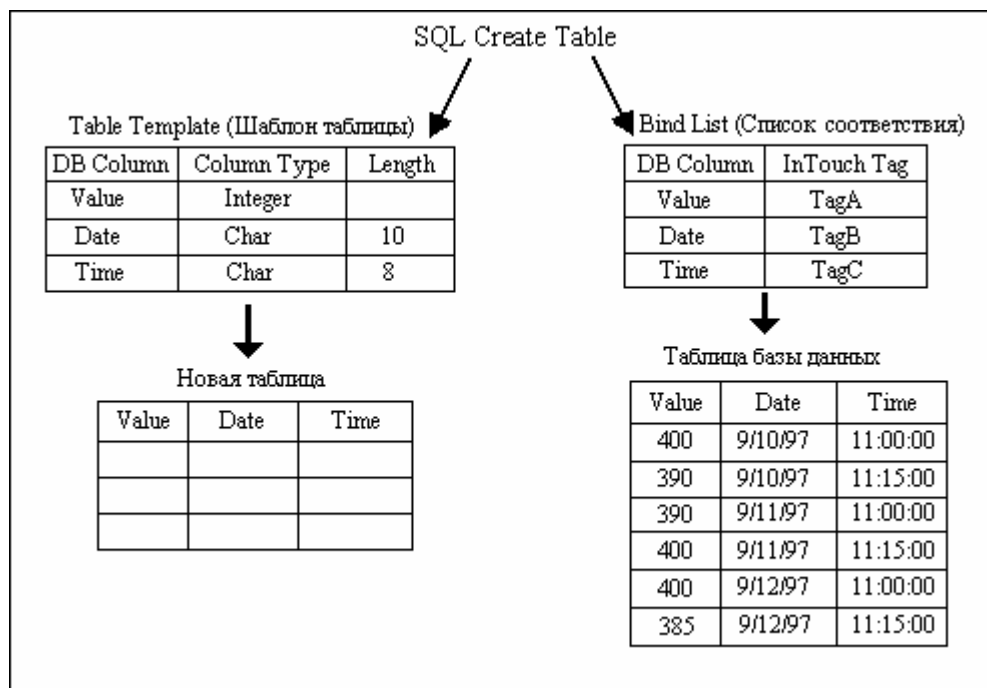 SQL Create Table
Table Template (Шаблон таблицы)
DB Column Column Type Length
Value Integer
Date Char 10
Time Char 8
Новая таблица
Value Date Time
Bind List (Список соответствия)
DB Column InTouch Tag
Value TagA
Date TagB
Time TagC
Таблица базы данных
Value Date Time
400 9/10/97 11:00:00
390 9/10/97 11:15:00
390 9/11/97 11:00:00
400 9/11/97 11:15:00
400 9/12/97 11:00:00
385 9/12/97 11:15:00